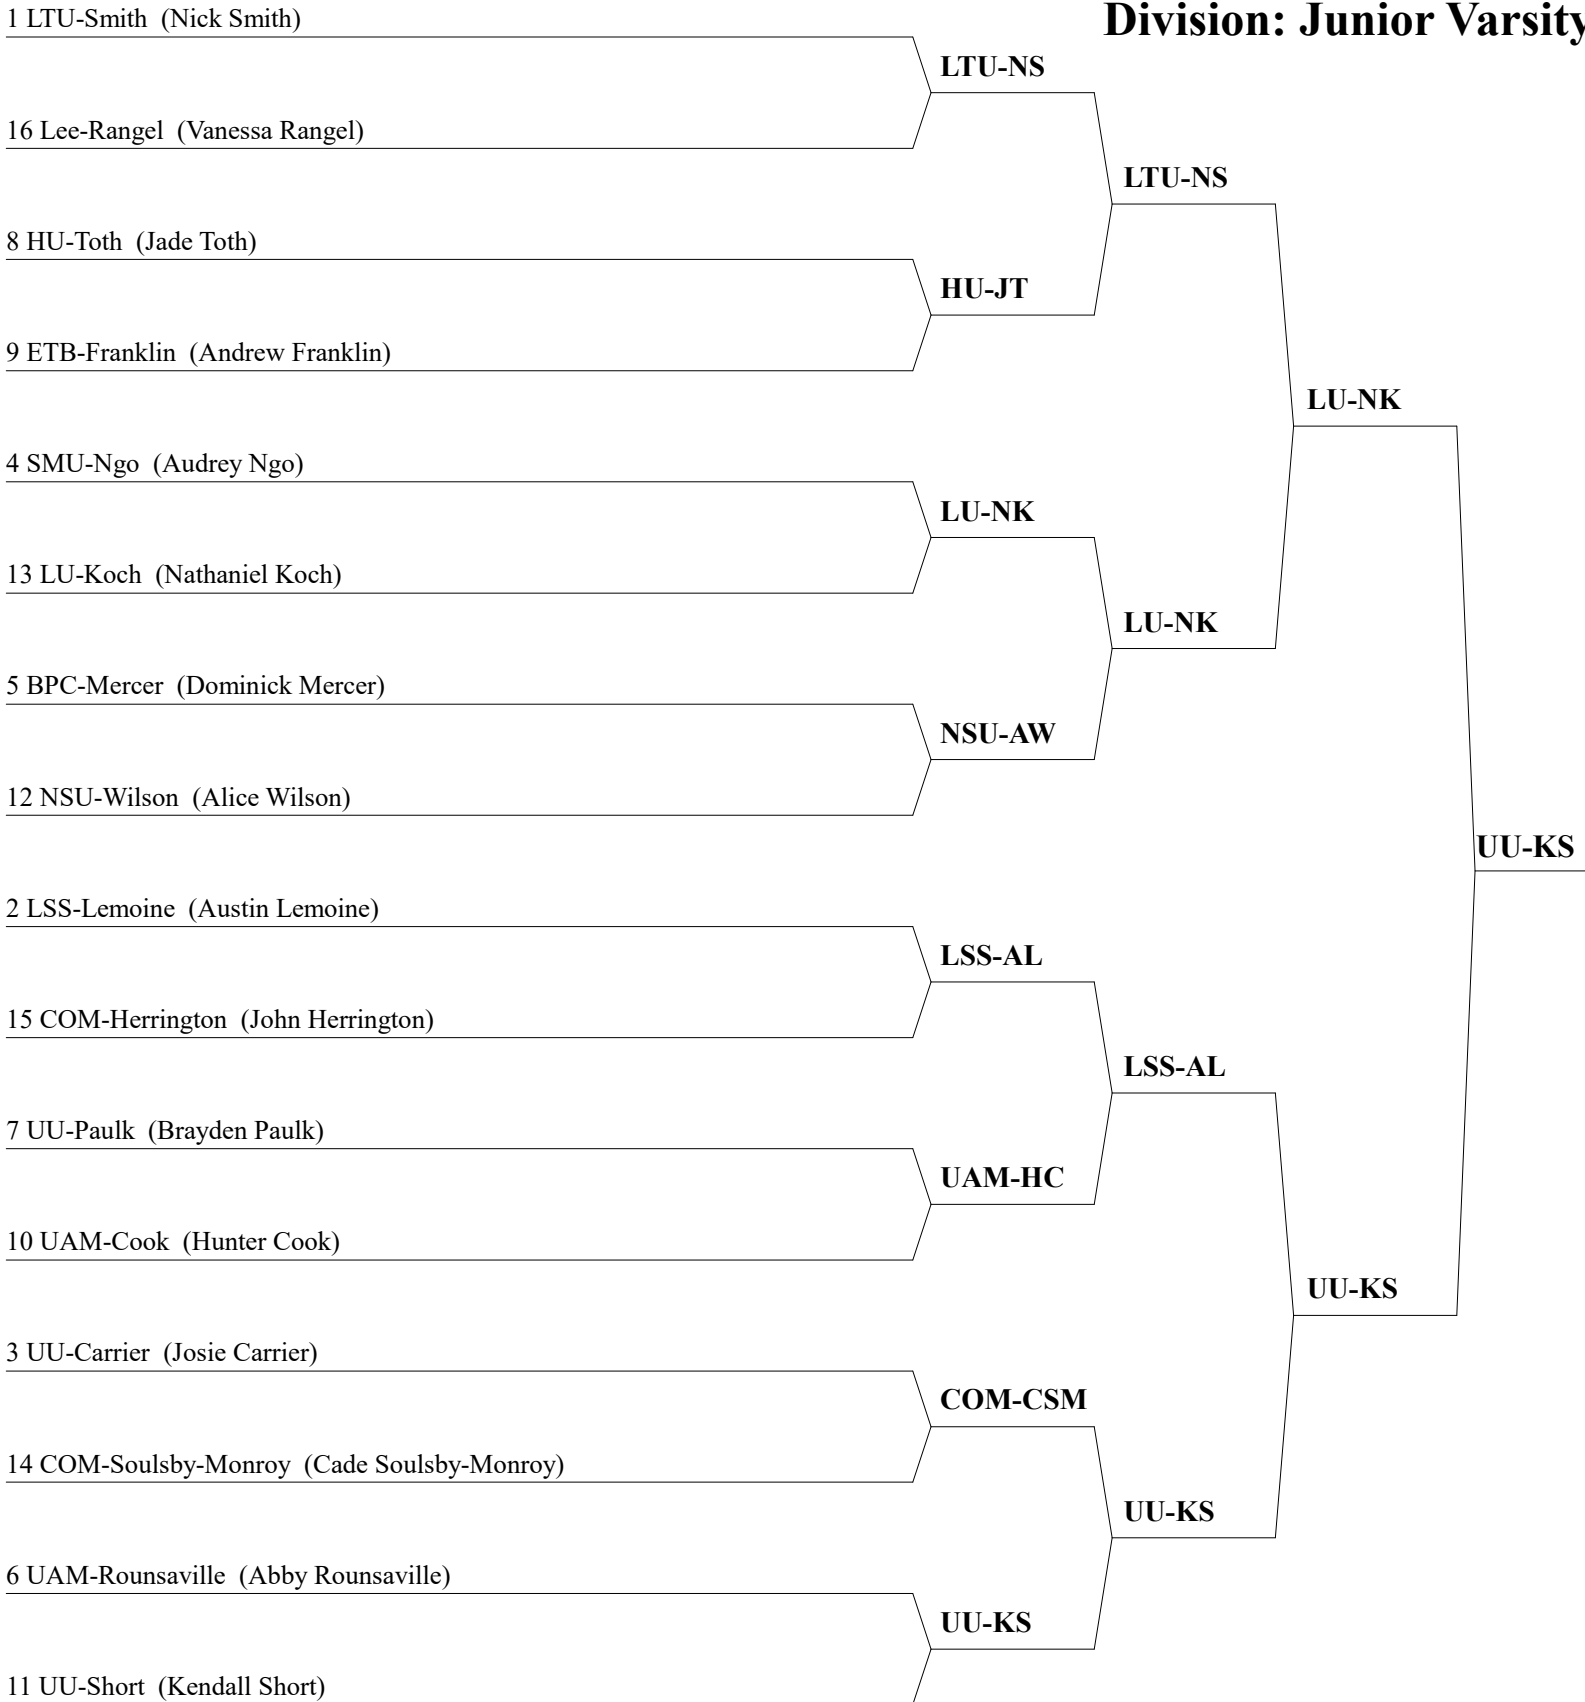 Division: Junior Varsity
1 LTU-Smith (Nick Smith)
LTU-NS
16 Lee-Rangel (Vanessa Rangel)
LTU-NS
8 HU-Toth (Jade Toth)
HU-JT
9 ETB-Franklin (Andrew Franklin)
LU-NK
4 SMU-Ngo (Audrey Ngo)
LU-NK
13 LU-Koch (Nathaniel Koch)
LU-NK
5 BPC-Mercer (Dominick Mercer)
NSU-AW
12 NSU-Wilson (Alice Wilson)
UU-KS
2 LSS-Lemoine (Austin Lemoine)
LSS-AL
15 COM-Herrington (John Herrington)
LSS-AL
7 UU-Paulk (Brayden Paulk)
UAM-HC
10 UAM-Cook (Hunter Cook)
UU-KS
3 UU-Carrier (Josie Carrier)
COM-CSM
14 COM-Soulsby-Monroy (Cade Soulsby-Monroy)
UU-KS
6 UAM-Rounsaville (Abby Rounsaville)
UU-KS
11 UU-Short (Kendall Short)